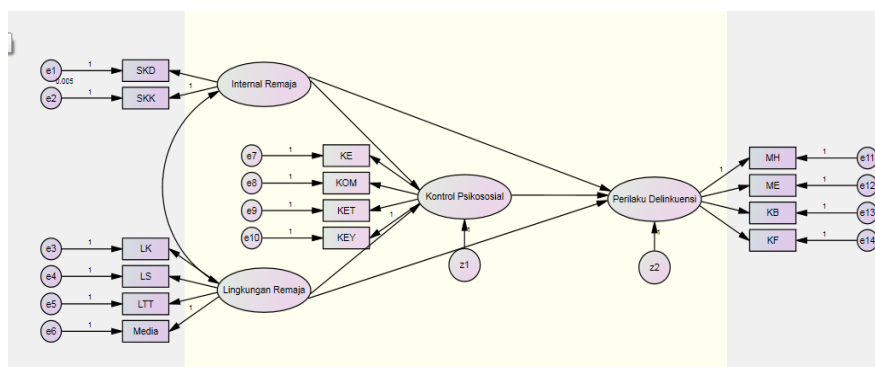 e1 1 SKD
0.005
e2 1 SKK
1
Internal Remaja
e7 1 KE
e8 1 KOM
e9 1 KET
e10 1 KEY
1
Kontrol Psikososial
1
z1
Perilaku Delinkuensi
1
z2
1 MH 1 e11
ME 1 e12
KB 1 e13
KF 1 e14
e3 1 LK
e4 1 LS
e5 1 LTT
e6 1 Media
1
Lingkungan Remaja